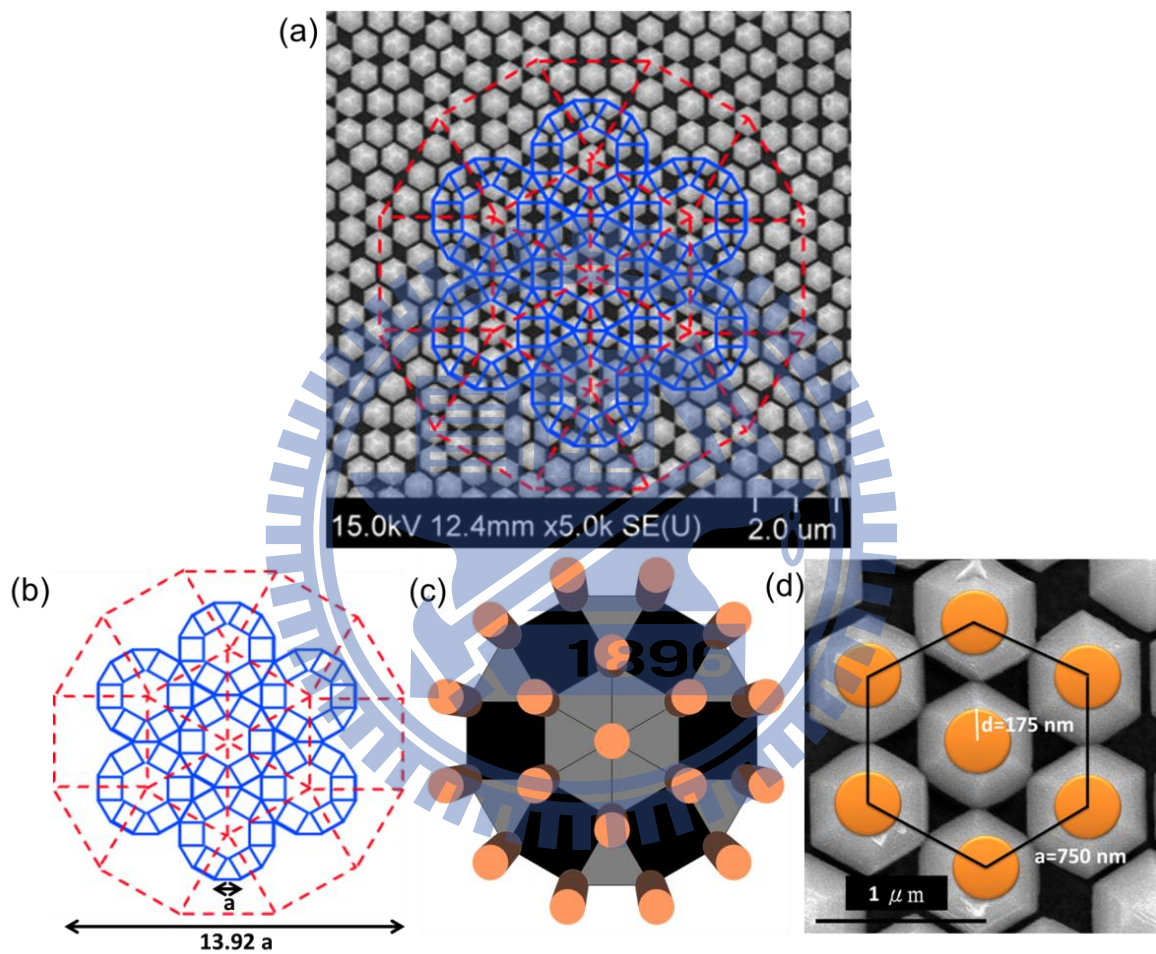 (a)
15.0kV 12.4mm x5.0k SE(U)
2.0 um
(b)
a
13.92 a
(c)
1896
(d)
d=175 nm
a=750 nm
1 μm